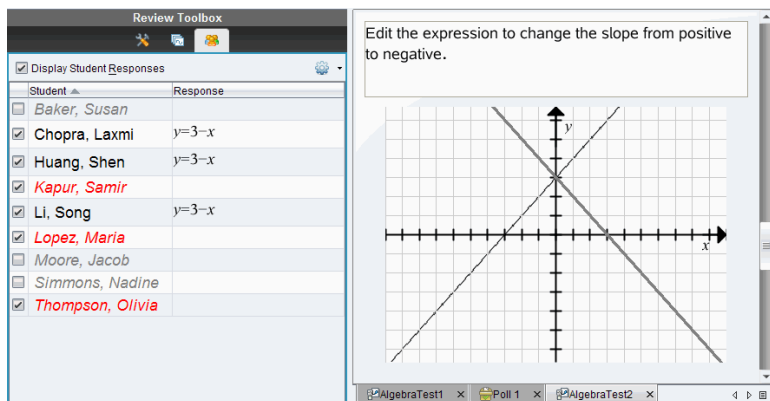 Review Toolbox
Display Student Responses
Student Response
Baker, Susan
Chopra, Laxmi y=3−x
Huang, Shen y=3−x
Kapur, Samir
Li, Song y=3−x
Lopez, Maria
Moore, Jacob
Simmons, Nadine
Thompson, Olivia
Edit the expression to change the slope from positive
to negative.
y
x
AlgebraTest1 Poll 1 AlgebraTest2